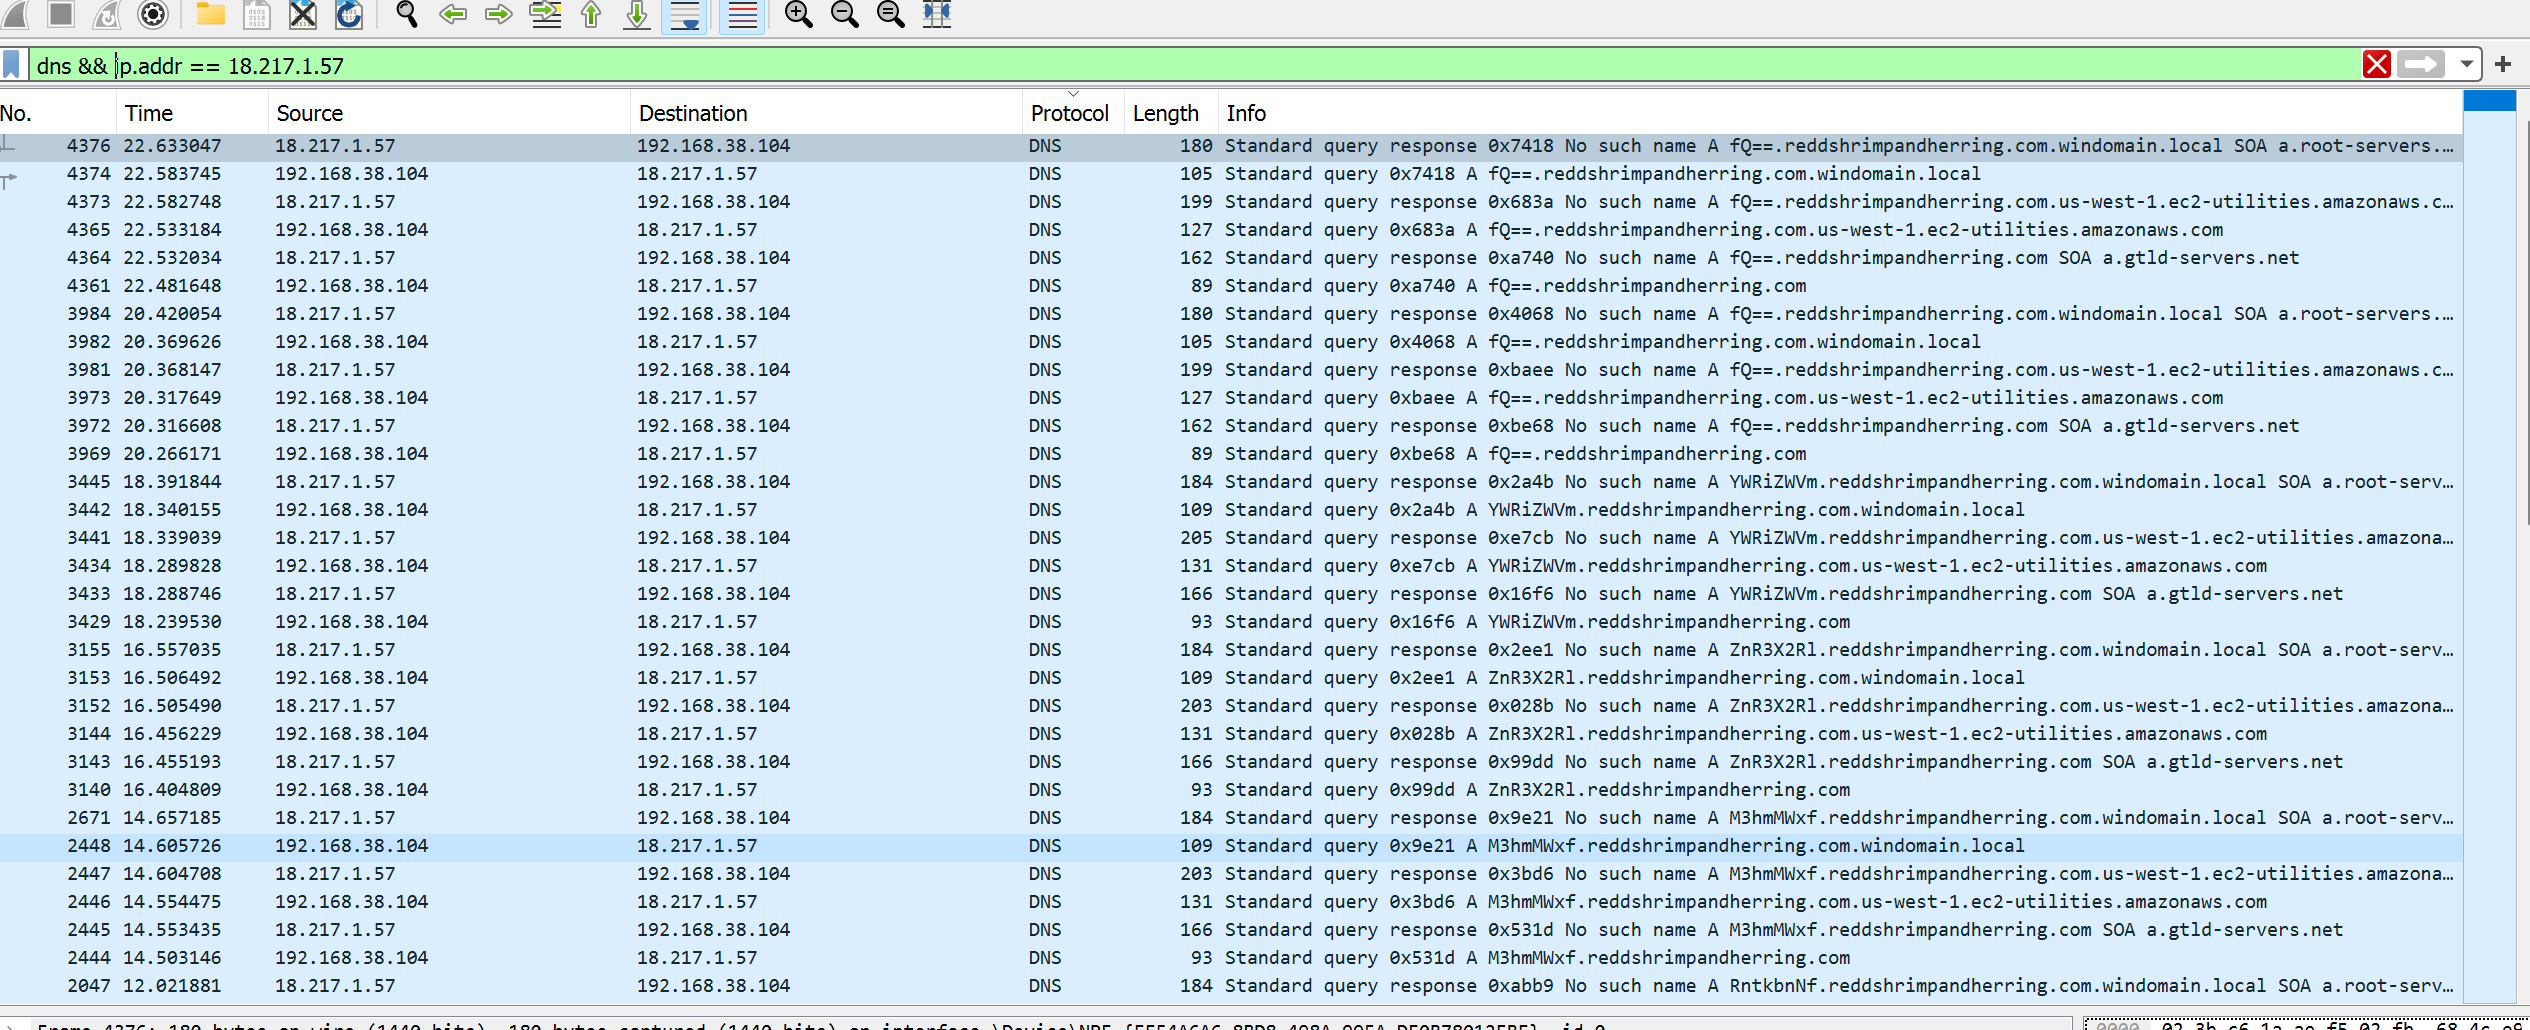 dns && ip.addr == 18.217.1.57
No. Time Source Destination Protocol Length Info
4376 22.633047 18.217.1.57 192.168.38.104 DNS 180 Standard query response 0x7418 No such name A fQ==.reddshrimpandherring.com.windomain.local SOA a.root-servers.…
4374 22.583745 192.168.38.104 18.217.1.57 DNS 105 Standard query 0x7418 A fQ==.reddshrimpandherring.com.windomain.local
4373 22.582748 18.217.1.57 192.168.38.104 DNS 199 Standard query response 0x683a No such name A fQ==.reddshrimpandherring.com.us-west-1.ec2-utilities.amazonaws.c…
4365 22.533184 192.168.38.104 18.217.1.57 DNS 127 Standard query 0x683a A fQ==.reddshrimpandherring.com.us-west-1.ec2-utilities.amazonaws.com
4364 22.532034 18.217.1.57 192.168.38.104 DNS 162 Standard query response 0xa740 No such name A fQ==.reddshrimpandherring.com SOA a.gtld-servers.net
4361 22.481648 192.168.38.104 18.217.1.57 DNS 89 Standard query 0xa740 A fQ==.reddshrimpandherring.com
3984 20.420054 18.217.1.57 192.168.38.104 DNS 180 Standard query response 0x4068 No such name A fQ==.reddshrimpandherring.com.windomain.local SOA a.root-servers.…
3982 20.369626 192.168.38.104 18.217.1.57 DNS 105 Standard query 0x4068 A fQ==.reddshrimpandherring.com.windomain.local
3981 20.368147 18.217.1.57 192.168.38.104 DNS 199 Standard query response 0xbaee No such name A fQ==.reddshrimpandherring.com.us-west-1.ec2-utilities.amazonaws.c…
3973 20.317649 192.168.38.104 18.217.1.57 DNS 127 Standard query 0xbaee A fQ==.reddshrimpandherring.com.us-west-1.ec2-utilities.amazonaws.com
3972 20.316608 18.217.1.57 192.168.38.104 DNS 162 Standard query response 0xbe68 No such name A fQ==.reddshrimpandherring.com SOA a.gtld-servers.net
3969 20.266171 192.168.38.104 18.217.1.57 DNS 89 Standard query 0xbe68 A fQ==.reddshrimpandherring.com
3445 18.391844 18.217.1.57 192.168.38.104 DNS 184 Standard query response 0x2a4b No such name A YWRiZWVm.reddshrimpandherring.com.windomain.local SOA a.root-serv…
3442 18.340155 192.168.38.104 18.217.1.57 DNS 109 Standard query 0x2a4b A YWRiZWVm.reddshrimpandherring.com.windomain.local
3441 18.339039 18.217.1.57 192.168.38.104 DNS 205 Standard query response 0xe7cb No such name A YWRiZWVm.reddshrimpandherring.com.us-west-1.ec2-utilities.amazona…
3434 18.289828 192.168.38.104 18.217.1.57 DNS 131 Standard query 0xe7cb A YWRiZWVm.reddshrimpandherring.com.us-west-1.ec2-utilities.amazonaws.com
3433 18.288746 18.217.1.57 192.168.38.104 DNS 166 Standard query response 0x16f6 No such name A YWRiZWVm.reddshrimpandherring.com SOA a.gtld-servers.net
3429 18.239530 192.168.38.104 18.217.1.57 DNS 93 Standard query 0x16f6 A YWRiZWVm.reddshrimpandherring.com
3155 16.557035 18.217.1.57 192.168.38.104 DNS 184 Standard query response 0x2ee1 No such name A ZnR3X2Rl.reddshrimpandherring.com.windomain.local SOA a.root-serv…
3153 16.506492 192.168.38.104 18.217.1.57 DNS 109 Standard query 0x2ee1 A ZnR3X2Rl.reddshrimpandherring.com.windomain.local
3152 16.505490 18.217.1.57 192.168.38.104 DNS 203 Standard query response 0x028b No such name A ZnR3X2Rl.reddshrimpandherring.com.us-west-1.ec2-utilities.amazona…
3144 16.456229 192.168.38.104 18.217.1.57 DNS 131 Standard query 0x028b A ZnR3X2Rl.reddshrimpandherring.com.us-west-1.ec2-utilities.amazonaws.com
3143 16.455193 18.217.1.57 192.168.38.104 DNS 166 Standard query response 0x99dd No such name A ZnR3X2Rl.reddshrimpandherring.com SOA a.gtld-servers.net
3140 16.404809 192.168.38.104 18.217.1.57 DNS 93 Standard query 0x99dd A ZnR3X2Rl.reddshrimpandherring.com
2671 14.657185 18.217.1.57 192.168.38.104 DNS 184 Standard query response 0x9e21 No such name A M3hmMWxf.reddshrimpandherring.com.windomain.local SOA a.root-serv…
2448 14.605726 192.168.38.104 18.217.1.57 DNS 109 Standard query 0x9e21 A M3hmMWxf.reddshrimpandherring.com.windomain.local
2447 14.604708 18.217.1.57 192.168.38.104 DNS 203 Standard query response 0x3bd6 No such name A M3hmMWxf.reddshrimpandherring.com.us-west-1.ec2-utilities.amazona…
2446 14.554475 192.168.38.104 18.217.1.57 DNS 131 Standard query 0x3bd6 A M3hmMWxf.reddshrimpandherring.com.us-west-1.ec2-utilities.amazonaws.com
2445 14.553435 18.217.1.57 192.168.38.104 DNS 166 Standard query response 0x531d No such name A M3hmMWxf.reddshrimpandherring.com SOA a.gtld-servers.net
2444 14.503146 192.168.38.104 18.217.1.57 DNS 93 Standard query 0x531d A M3hmMWxf.reddshrimpandherring.com
2047 12.021881 18.217.1.57 192.168.38.104 DNS 184 Standard query response 0xabb9 No such name A RntkbnNf.reddshrimpandherring.com.windomain.local SOA a.root-serv…